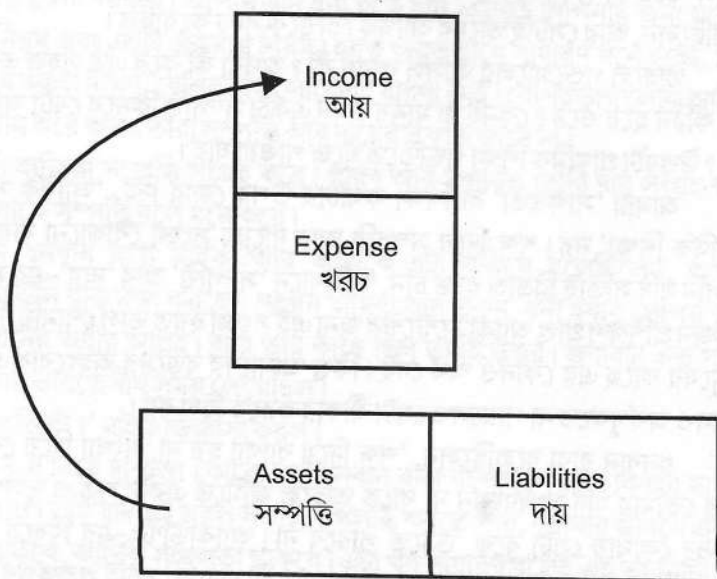 Income
আয়
Expense
খরচ
Assets
সম্পত্তি
Liabilities
দায়